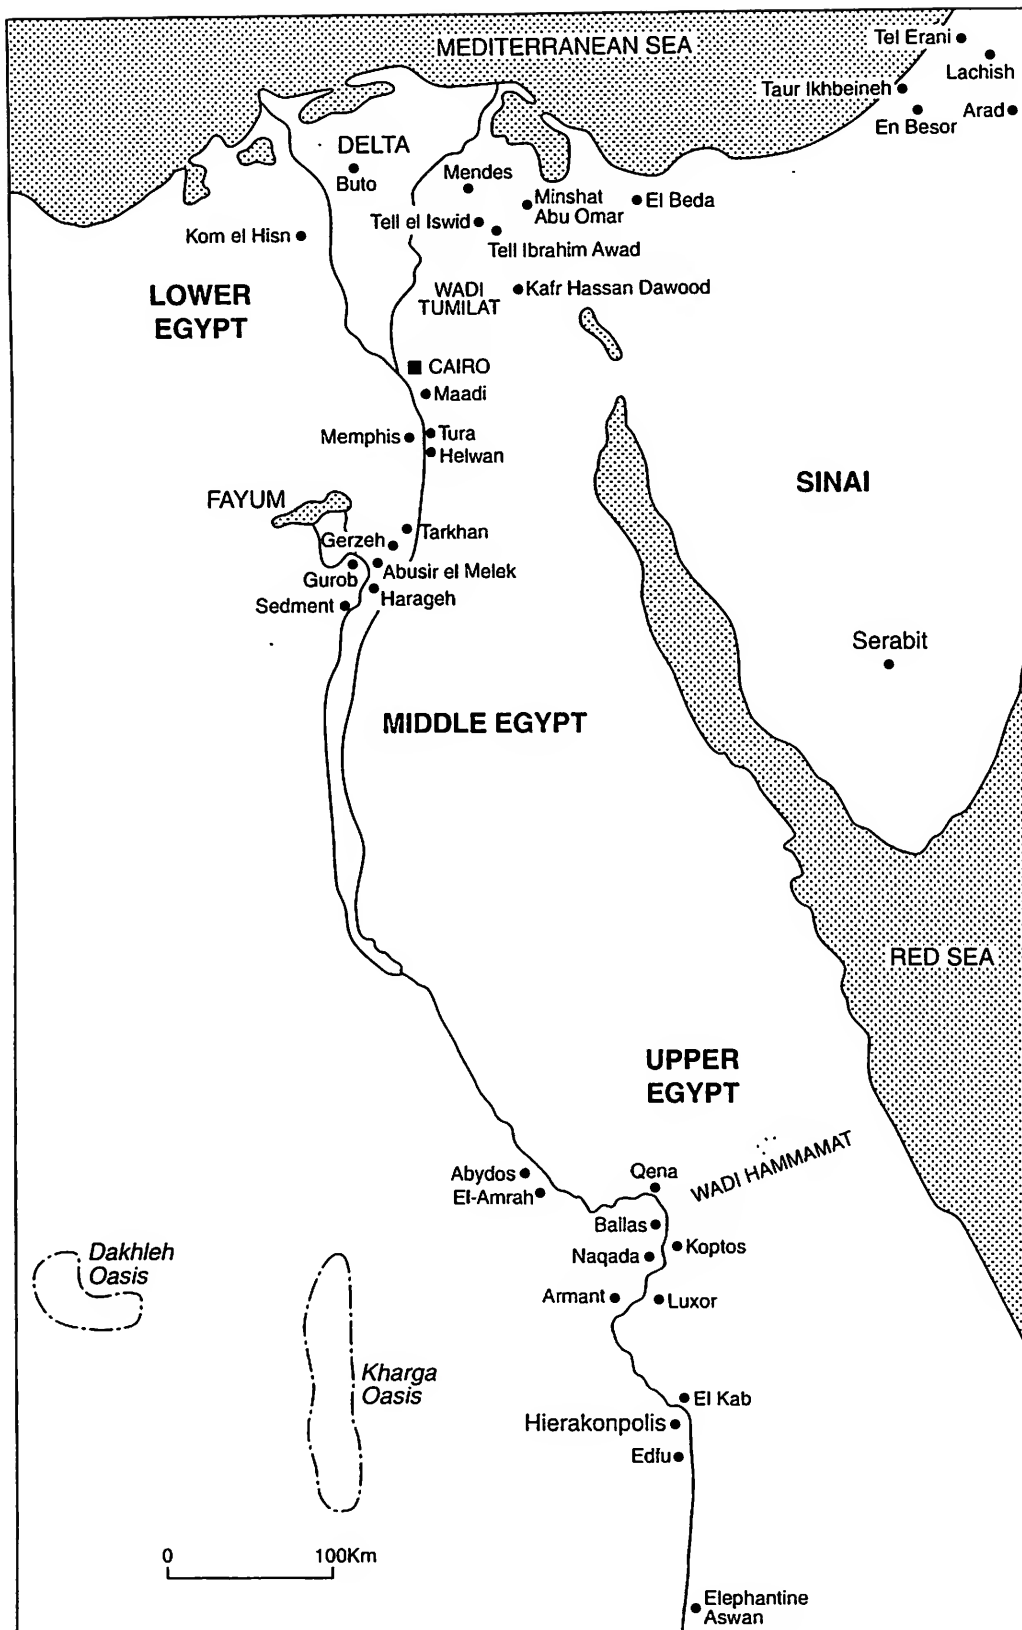 MEDITERRANEAN SEA
Tel Erani
Lachish
Taur Ikhbeineh
En Besor
Arad
DELTA
Buto
Mendes
Minshat
Abu Omar
El Beda
Tell el Iswid
Tell Ibrahim Awad
Kom el Hisn
LOWER
EGYPT
WADI
TUMILAT
Kafr Hassan Dawood
CAIRO
Maadi
Memphis
Tura
Helwan
SINAI
FAYUM
Tarkhan
Gerzeh
Abusir el Melek
Gurob
Harageh
Sedment
Serabit
MIDDLE EGYPT
RED SEA
UPPER
EGYPT
WADI HAMMAMAT
Abydos
El-Amrah
Qena
Ballas
Koptos
Naqada
Armant
Luxor
Dakhleh
Oasis
Kharga
Oasis
El Kab
Hierakonpolis
Edfu
0 100Km
Elephantine
Aswan